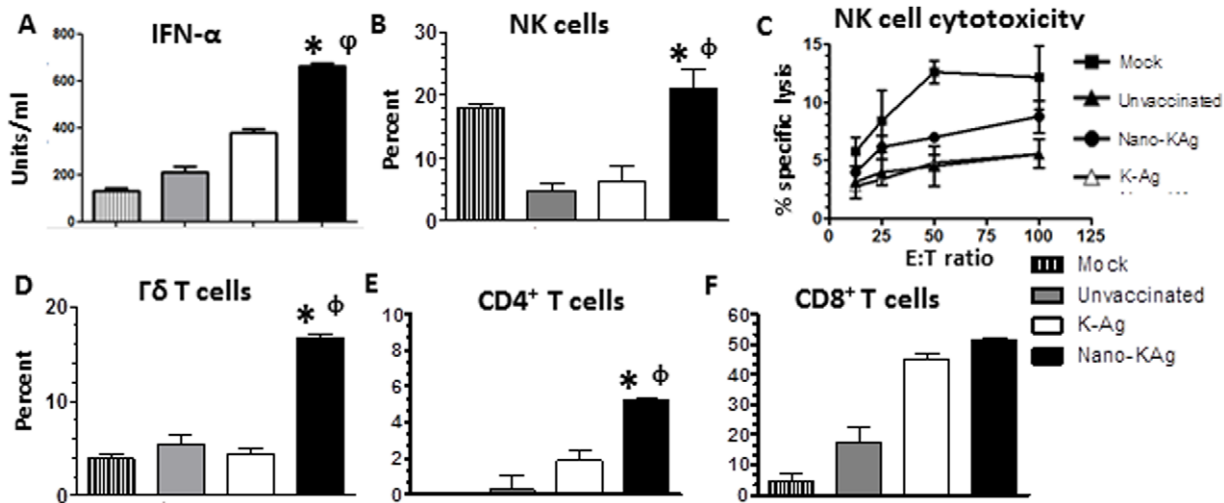 A
IFN-α
* φ
Units/ml
800
600
400
200
0
B
NK cells
* ϕ
Percent
30
20
10
0
C
NK cell cytotoxicity
% specific lysis
15
10
5
0
0 25 50 75 100 125
E:T ratio
Mock
Unvaccinated
Nano-KAg
K-Ag
D
Γδ T cells
* ϕ
Percent
20
10
0
E
CD4⁺ T cells
* ϕ
10
8
6
4
2
0
F
CD8⁺ T cells
60
50
40
30
20
10
0
Mock
Unvaccinated
K-Ag
Nano-KAg